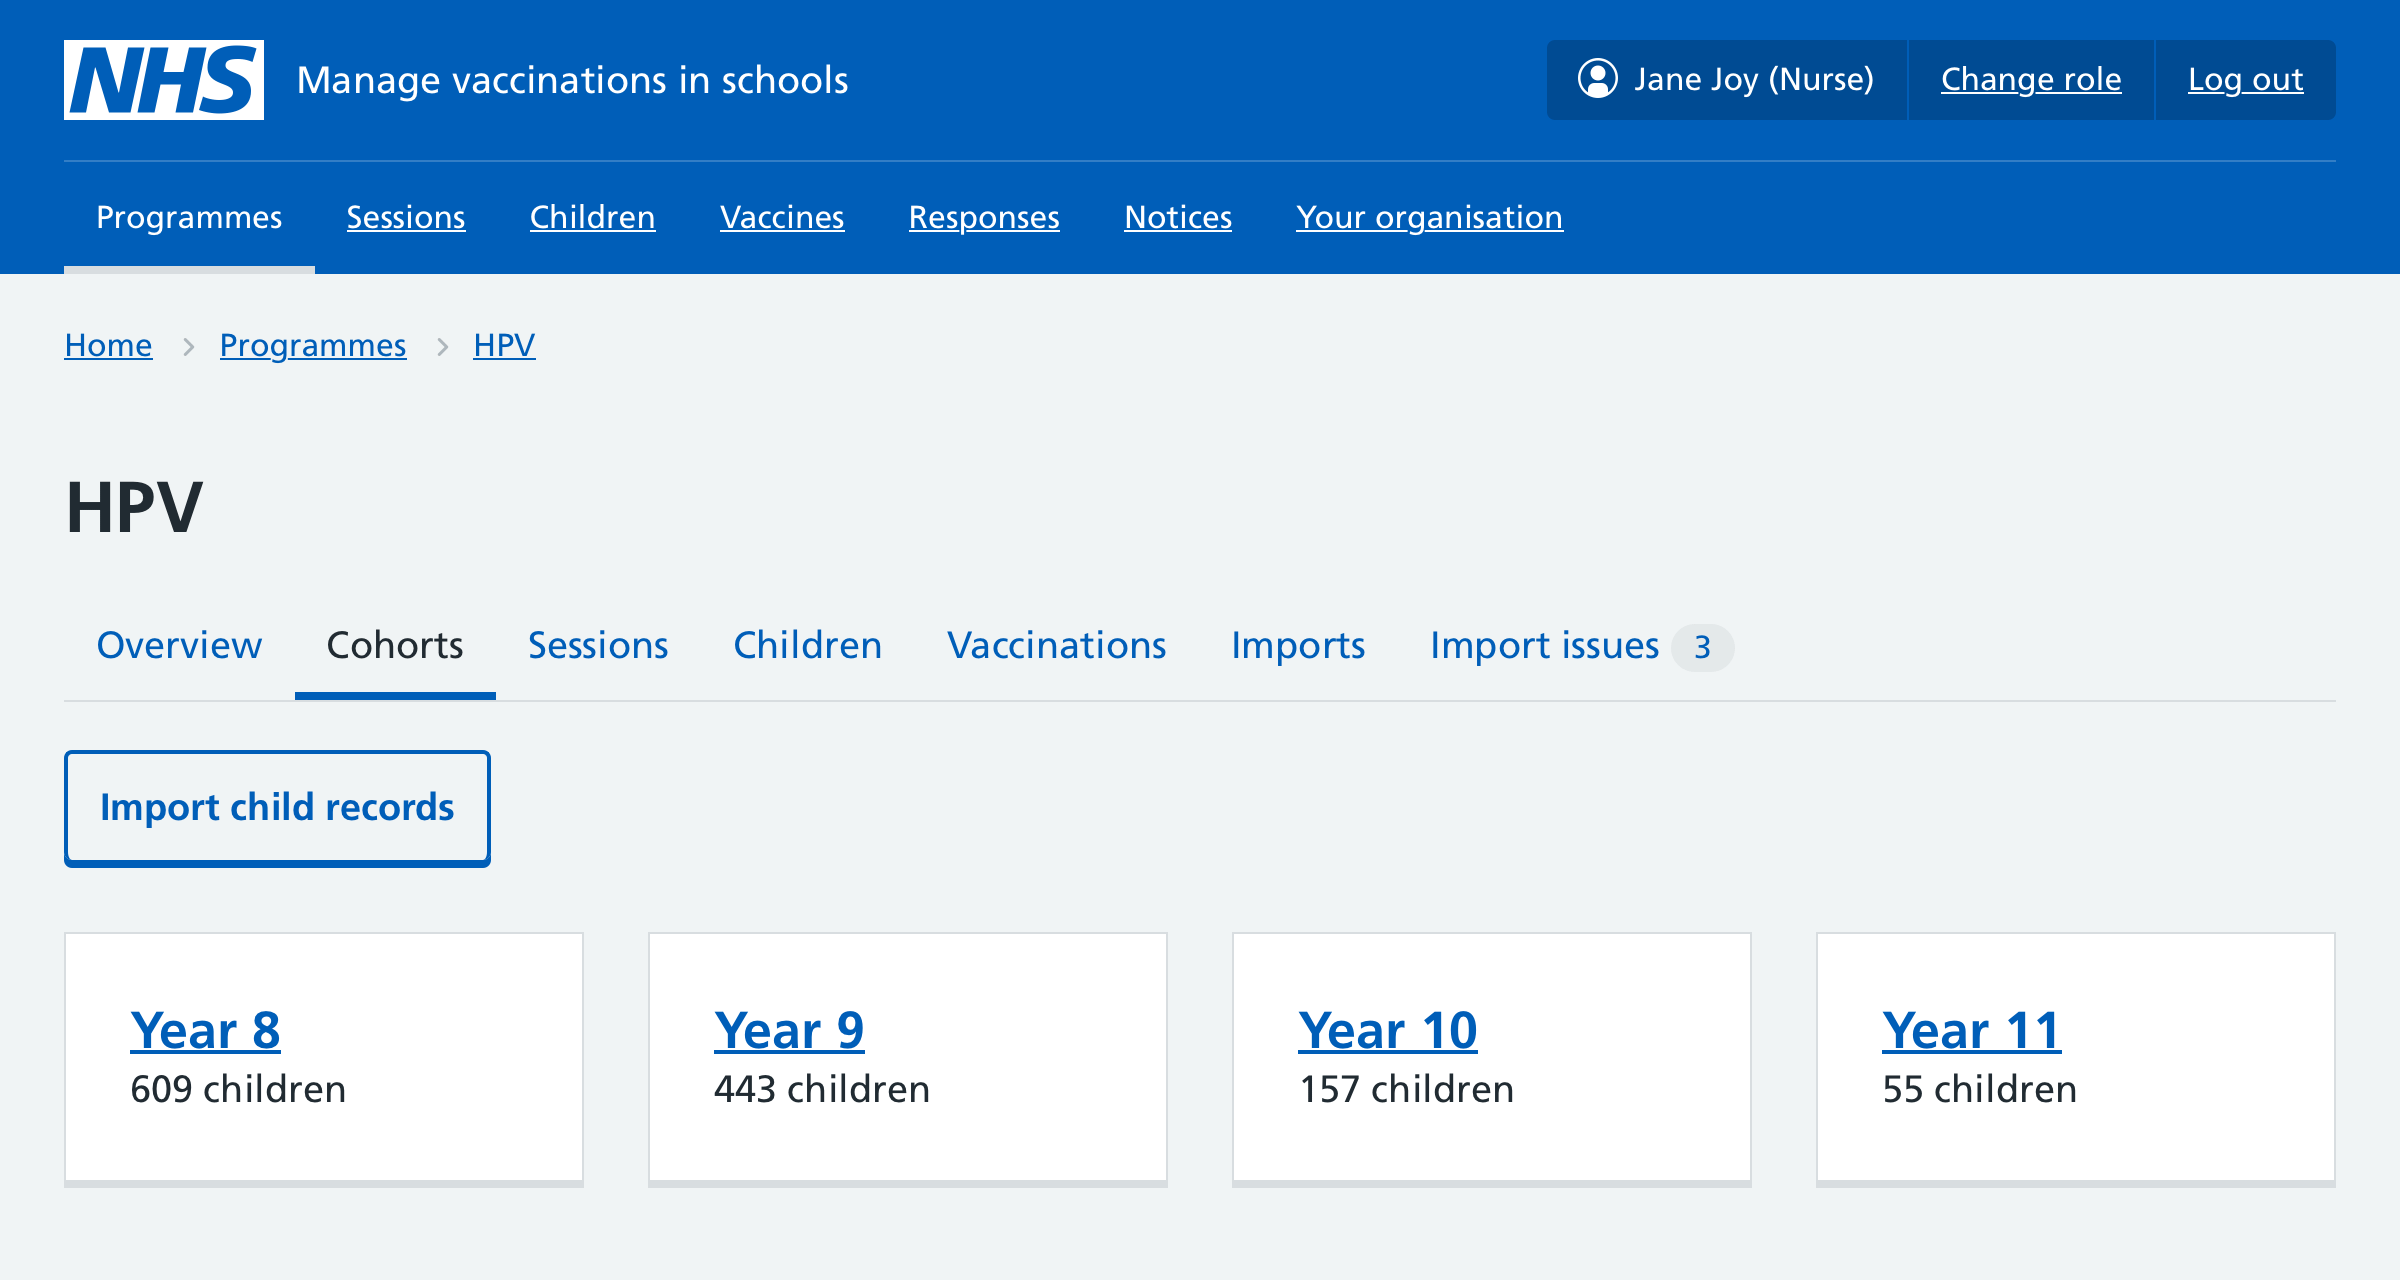 NHS Manage vaccinations in schools Jane Joy (Nurse) Change role Log out
Programmes Sessions Children Vaccines Responses Notices Your organisation
Home Programmes HPV
HPV
Overview Cohorts Sessions Children Vaccinations Imports Import issues 3
Import child records
Year 8 Year 9 Year 10 Year 11
609 children 443 children 157 children 55 children